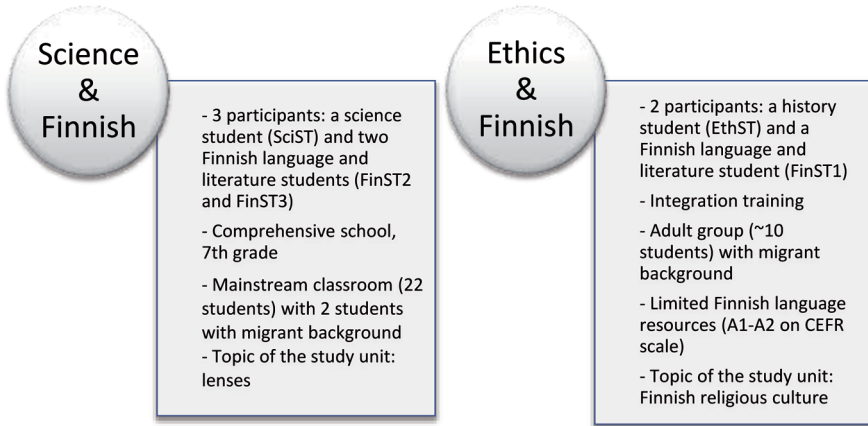 Science
&
Finnish
- 3 participants: a science
student (SciST) and two
Finnish language and
literature students (FinST2
and FinST3)
- Comprehensive school,
7th grade
- Mainstream classroom (22
students) with 2 students
with migrant background
- Topic of the study unit:
lenses
Ethics
&
Finnish
- 2 participants: a history
student (EthST) and a
Finnish language and
literature student (FinST1)
- Integration training
- Adult group (~10
students) with migrant
background
- Limited Finnish language
resources (A1-A2 on CEFR
scale)
- Topic of the study unit:
Finnish religious culture